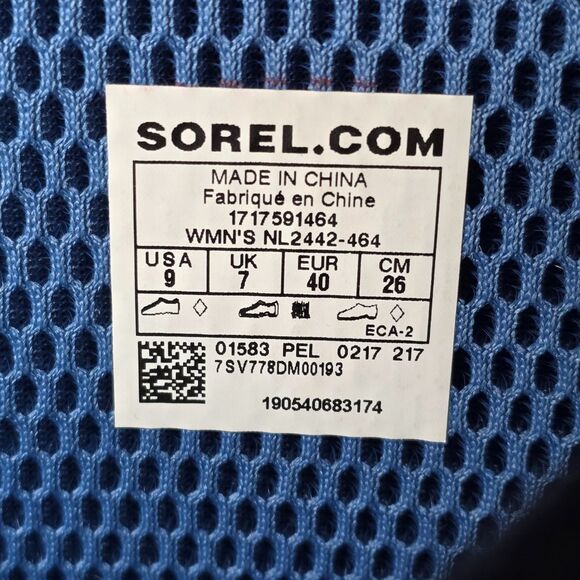 SOREL.COM
MADE IN CHINA
Fabriqué en Chine
1717591464
WMN'S NL2442-464
USA UK EUR CM
9 7 40 26
ECA-2
01583 PEL 0217 217
7SV778DM00193
190540683174